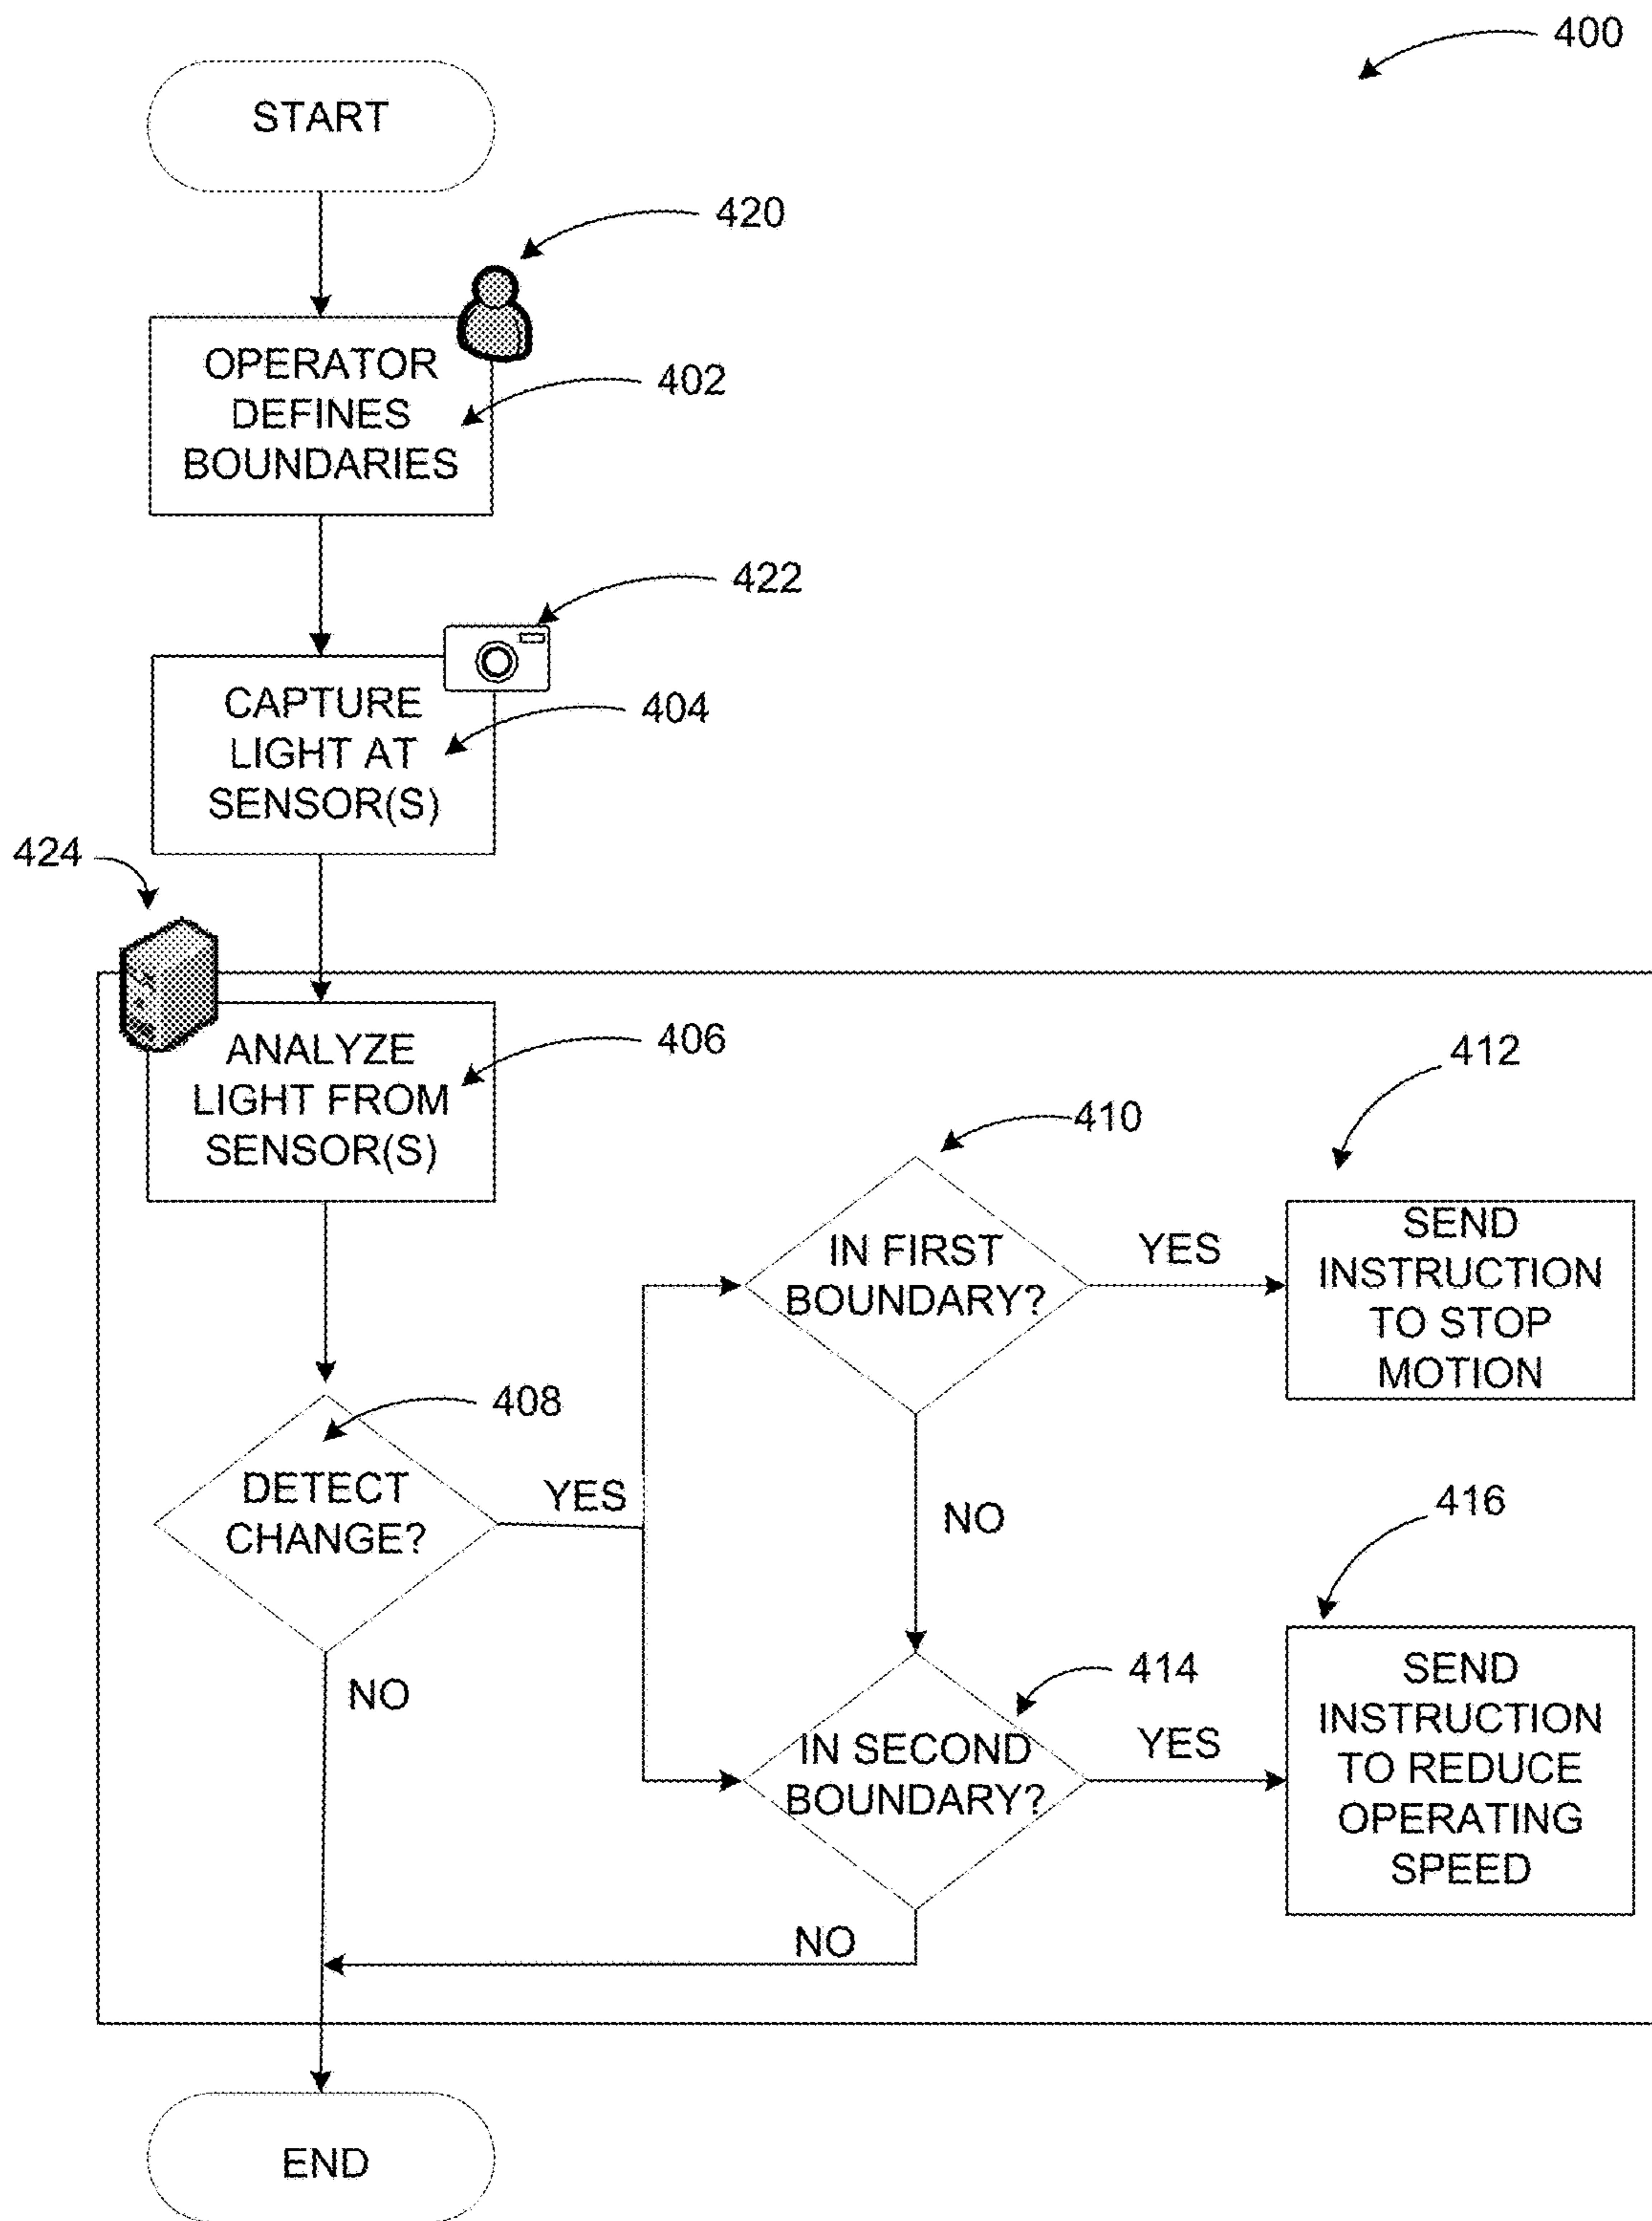 400
START
420
OPERATOR
DEFINES
BOUNDARIES
402
422
CAPTURE
LIGHT AT
SENSOR(S)
404
424
ANALYZE
LIGHT FROM
SENSOR(S)
406
410
412
IN FIRST
BOUNDARY?
YES
SEND
INSTRUCTION
TO STOP
MOTION
408
DETECT
CHANGE?
YES
NO
NO
414
416
IN SECOND
BOUNDARY?
YES
SEND
INSTRUCTION
TO REDUCE
OPERATING
SPEED
NO
END